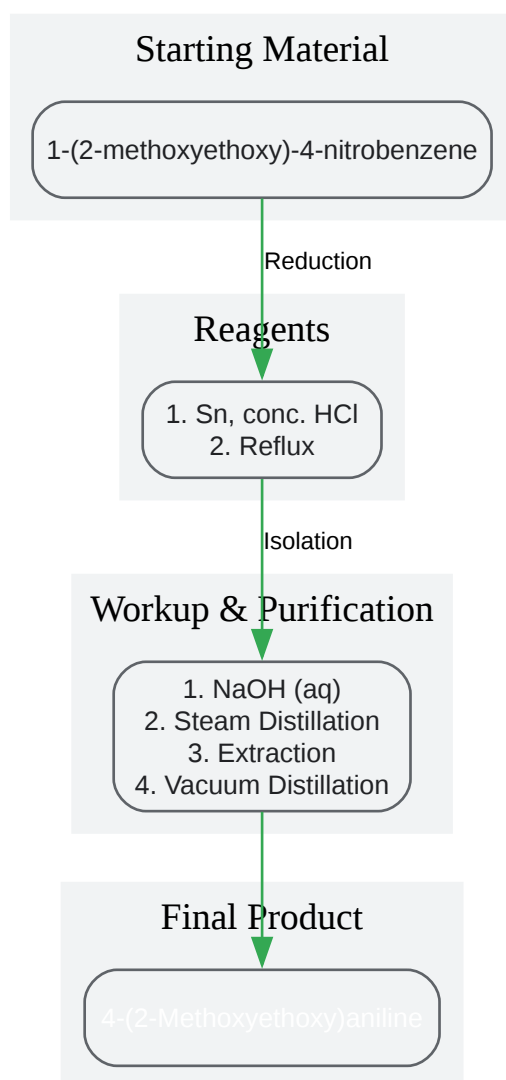 Starting Material
1-(2-methoxyethoxy)-4-nitrobenzene
Reduction
Reagents
1. Sn, conc. HCl
2. Reflux
Isolation
Workup & Purification
1. NaOH (aq)
2. Steam Distillation
3. Extraction
4. Vacuum Distillation
Final Product
4-(2-Methoxyethoxy)aniline